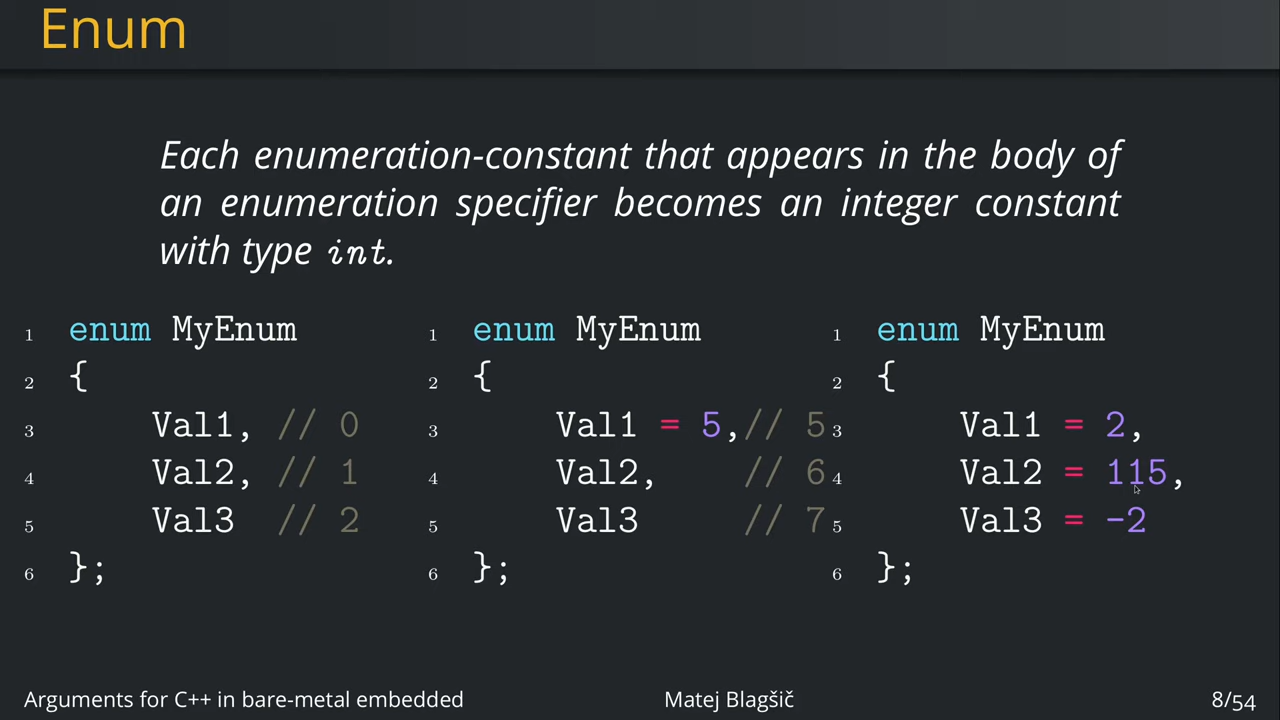 Enum
Each enumeration-constant that appears in the body of
an enumeration specifier becomes an integer constant
with type int.
1 enum MyEnum
2 {
3 Val1, // 0
4 Val2, // 1
5 Val3 // 2
6 };
1 enum MyEnum
2 {
3 Val1 = 5,// 5
4 Val2, // 6
5 Val3 // 7
6 };
1 enum MyEnum
2 {
3 Val1 = 2,
4 Val2 = 115,
5 Val3 = -2
6 };
Arguments for C++ in bare-metal embedded Matej Blagšič 8/54